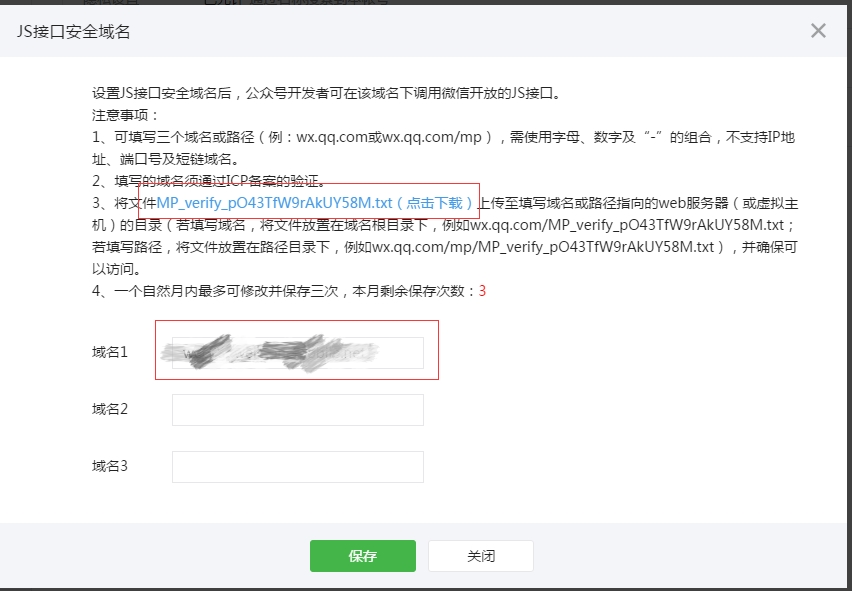 JS接口安全域名
设置JS接口安全域名后，公众号开发者可在该域名下调用微信开放的JS接口。
注意事项：
1、可填写三个域名或路径（例：wx.qq.com或wx.qq.com/mp），需使用字母、数字及“-”的组合，不支持IP地
址、端口号及短链域名。
2、填写的域名须通过ICP备案的验证。
3、将文件MP_verify_pO43TfW9rAkUY58M.txt（点击下载）上传至填写域名或路径指向的web服务器（或虚拟主
机）的目录（若填写域名，将文件放置在域名根目录下，例如wx.qq.com/MP_verify_pO43TfW9rAkUY58M.txt；
若填写路径，将文件放置在路径目录下，例如wx.qq.com/mp/MP_verify_pO43TfW9rAkUY58M.txt），并确保可
以访问。
4、一个自然月内最多可修改并保存三次，本月剩余保存次数：3
域名1
域名2
域名3
保存 关闭